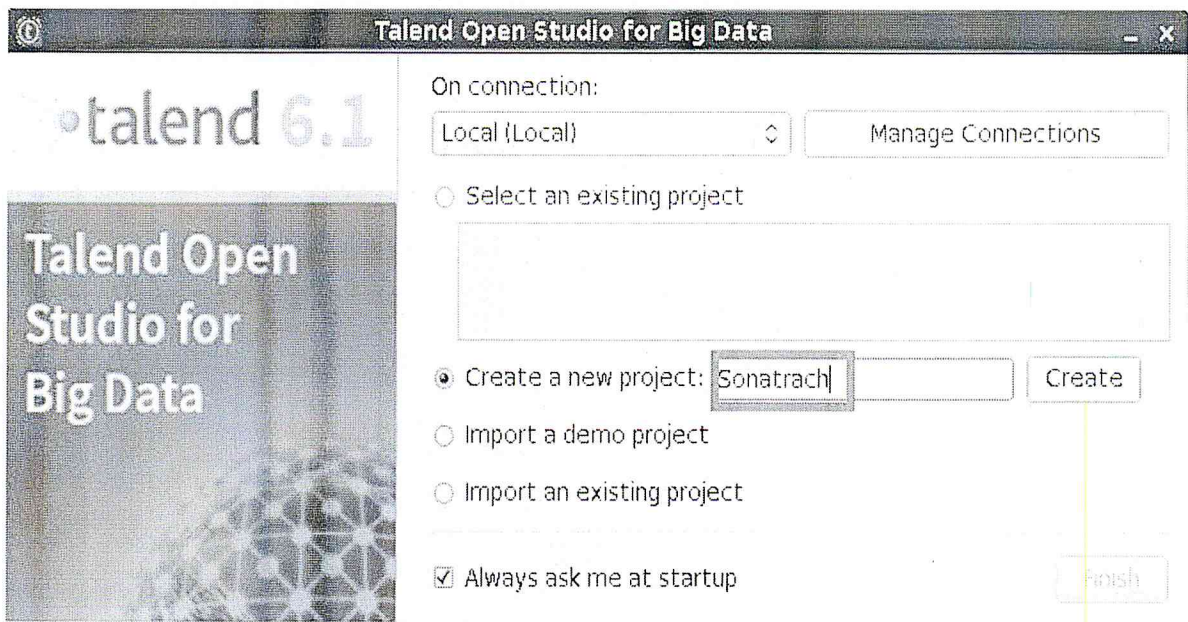 Talend Open Studio for Big Data
talend 6.1
Talend Open
Studio for
Big Data
On connection:
Local (Local)
Manage Connections
Select an existing project
Create a new project: Sonatrach
Create
Import a demo project
Import an existing project
Always ask me at startup
Finish